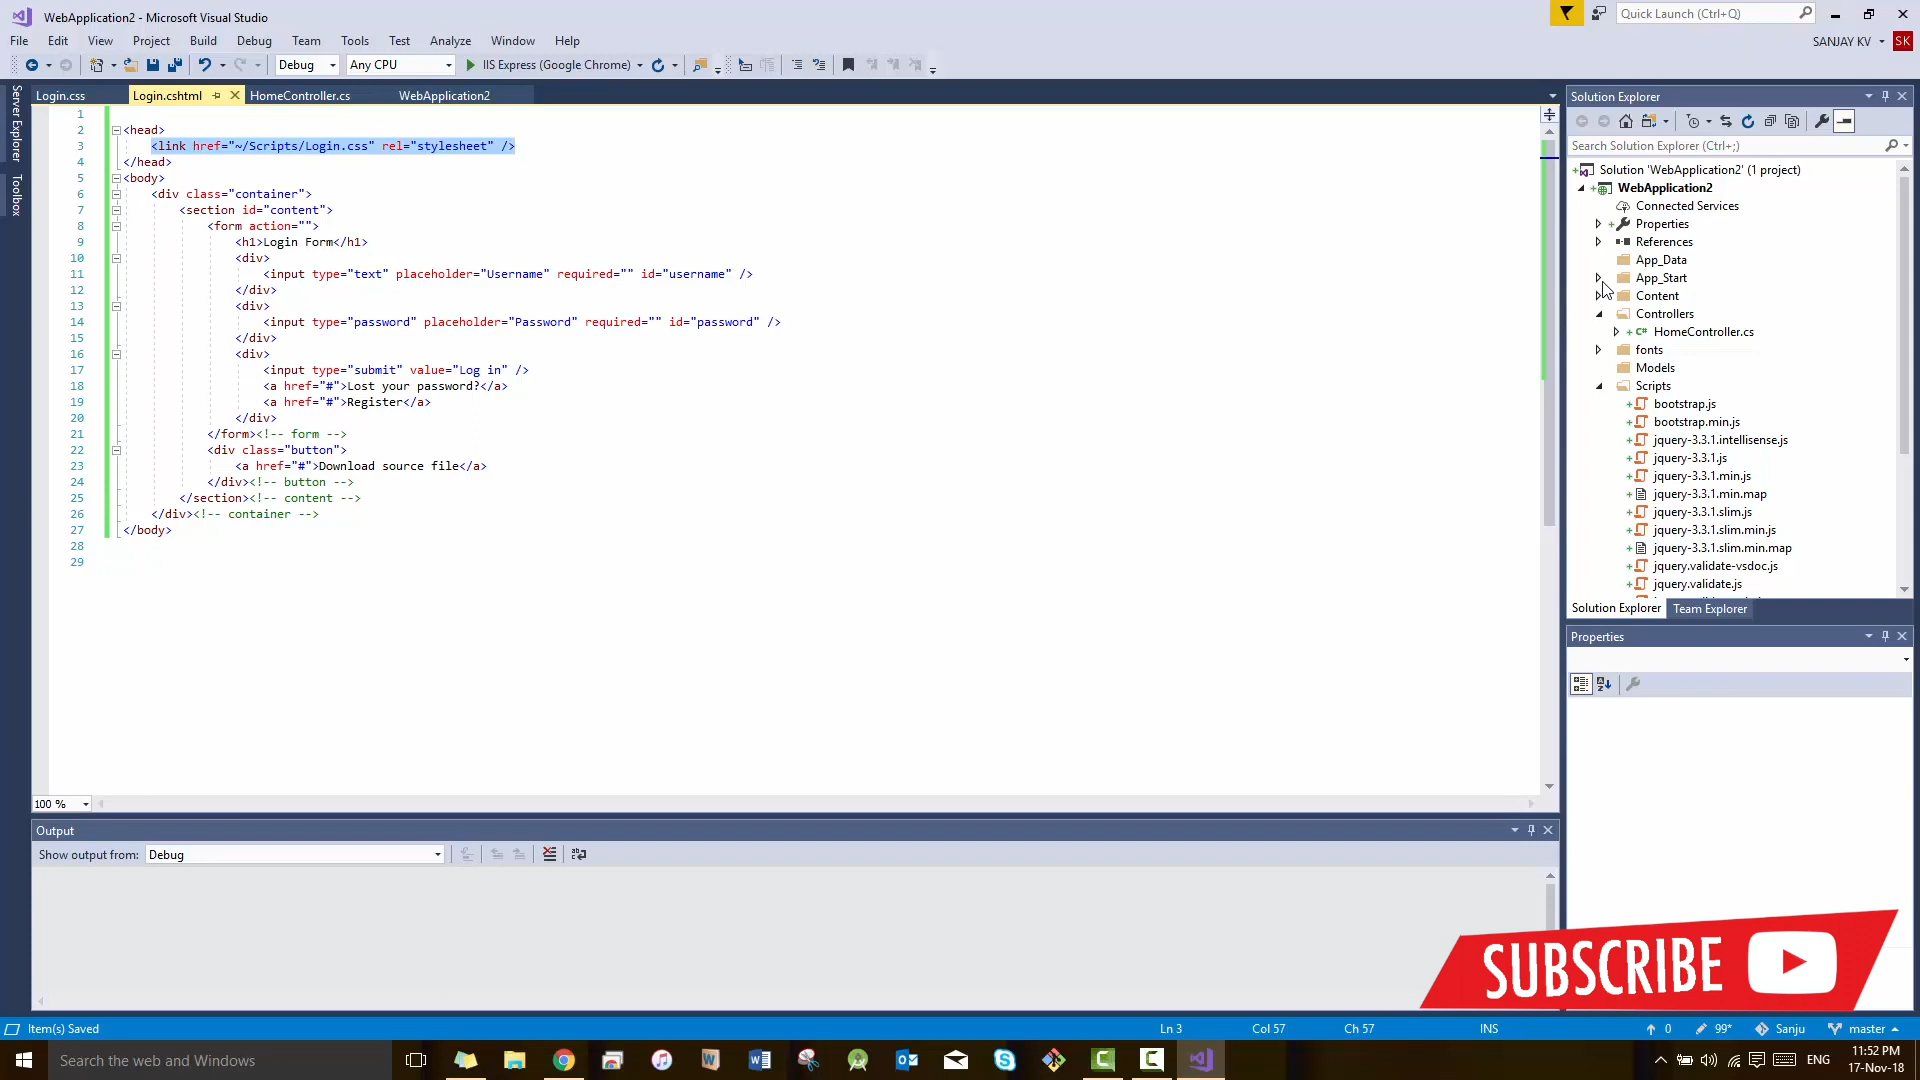 WebApplication2 - Microsoft Visual Studio
Quick Launch (Ctrl+Q)
File Edit View Project Build Debug Team Tools Test Analyze Window Help
SANJAY KV SK
Debug Any CPU IIS Express (Google Chrome)
Server Explorer
Toolbox
Login.css Login.cshtml HomeController.cs WebApplication2
1
2 <head>
3 <link href="~/Scripts/Login.css" rel="stylesheet" />
4 </head>
5 <body>
6 <div class="container">
7 <section id="content">
8 <form action="">
9 <h1>Login Form</h1>
10 <div>
11 <input type="text" placeholder="Username" required="" id="username" />
12 </div>
13 <div>
14 <input type="password" placeholder="Password" required="" id="password" />
15 </div>
16 <div>
17 <input type="submit" value="Log in" />
18 <a href="#">Lost your password?</a>
19 <a href="#">Register</a>
20 </div>
21 </form><!-- form -->
22 <div class="button">
23 <a href="#">Download source file</a>
24 </div><!-- button -->
25 </section><!-- content -->
26 </div><!-- container -->
27 </body>
28
29
100 %
Solution Explorer
Search Solution Explorer (Ctrl+;)
Solution 'WebApplication2' (1 project)
WebApplication2
Connected Services
Properties
References
App_Data
App_Start
Content
Controllers
HomeController.cs
fonts
Models
Scripts
bootstrap.js
bootstrap.min.js
jquery-3.3.1.intellisense.js
jquery-3.3.1.js
jquery-3.3.1.min.js
jquery-3.3.1.min.map
jquery-3.3.1.slim.js
jquery-3.3.1.slim.min.js
jquery-3.3.1.slim.min.map
jquery.validate-vsdoc.js
jquery.validate.js
Solution Explorer Team Explorer
Properties
Output
Show output from: Debug
SUBSCRIBE
Item(s) Saved Ln 3 Col 57 Ch 57 INS 0 99* Sanju master
Search the web and Windows
ENG
11:52 PM
17-Nov-18